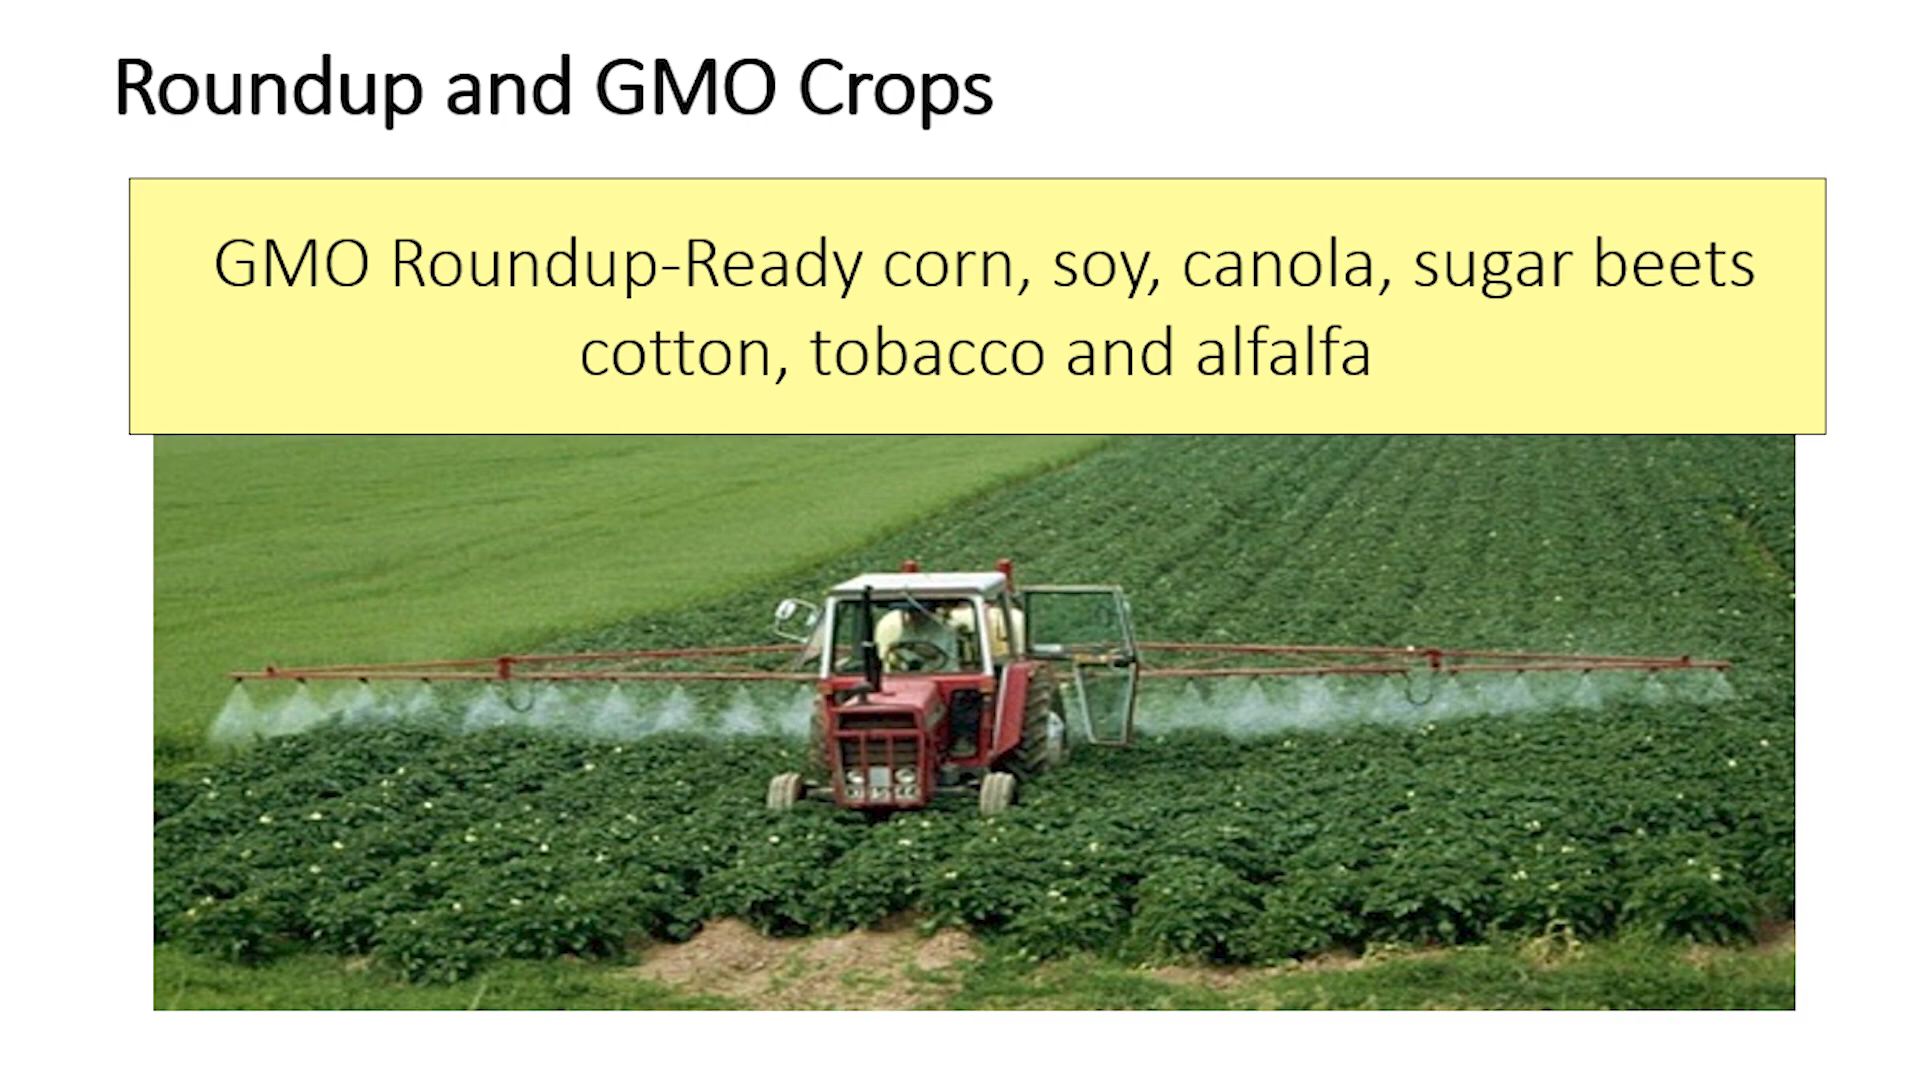 Roundup and GMO Crops
GMO Roundup-Ready corn, soy, canola, sugar beets
cotton, tobacco and alfalfa